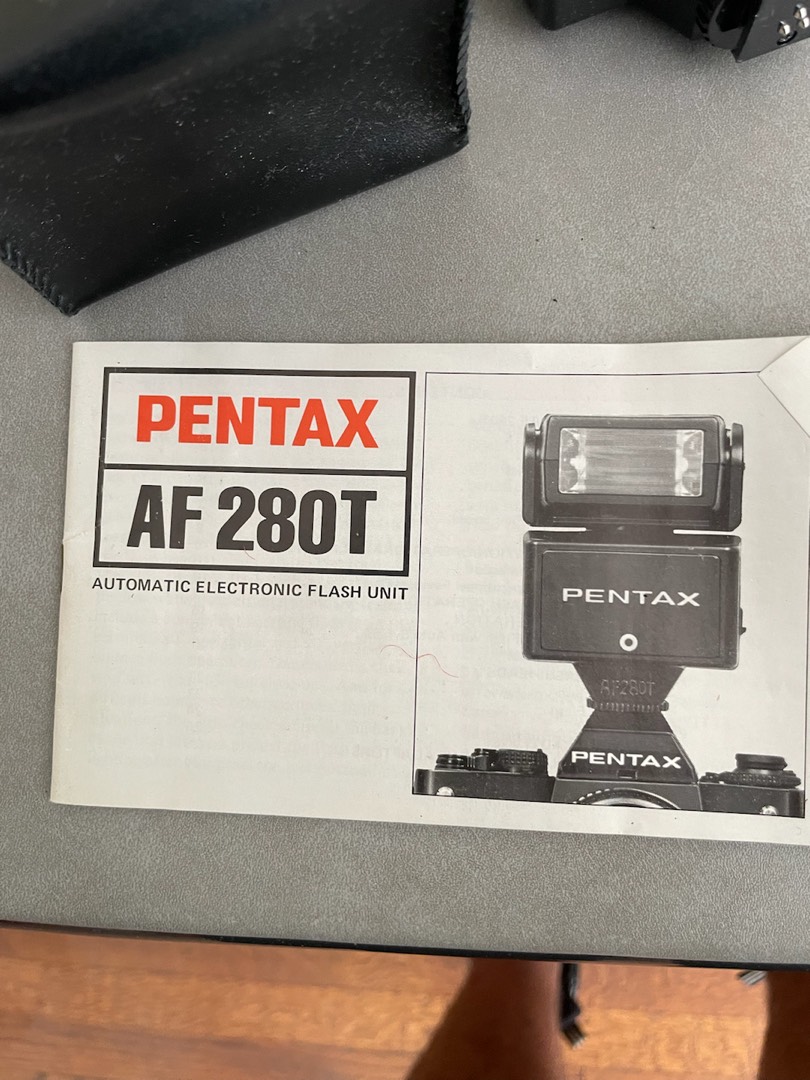 PENTAX
AF 280T
AUTOMATIC ELECTRONIC FLASH UNIT
PENTAX
AF280T
PENTAX